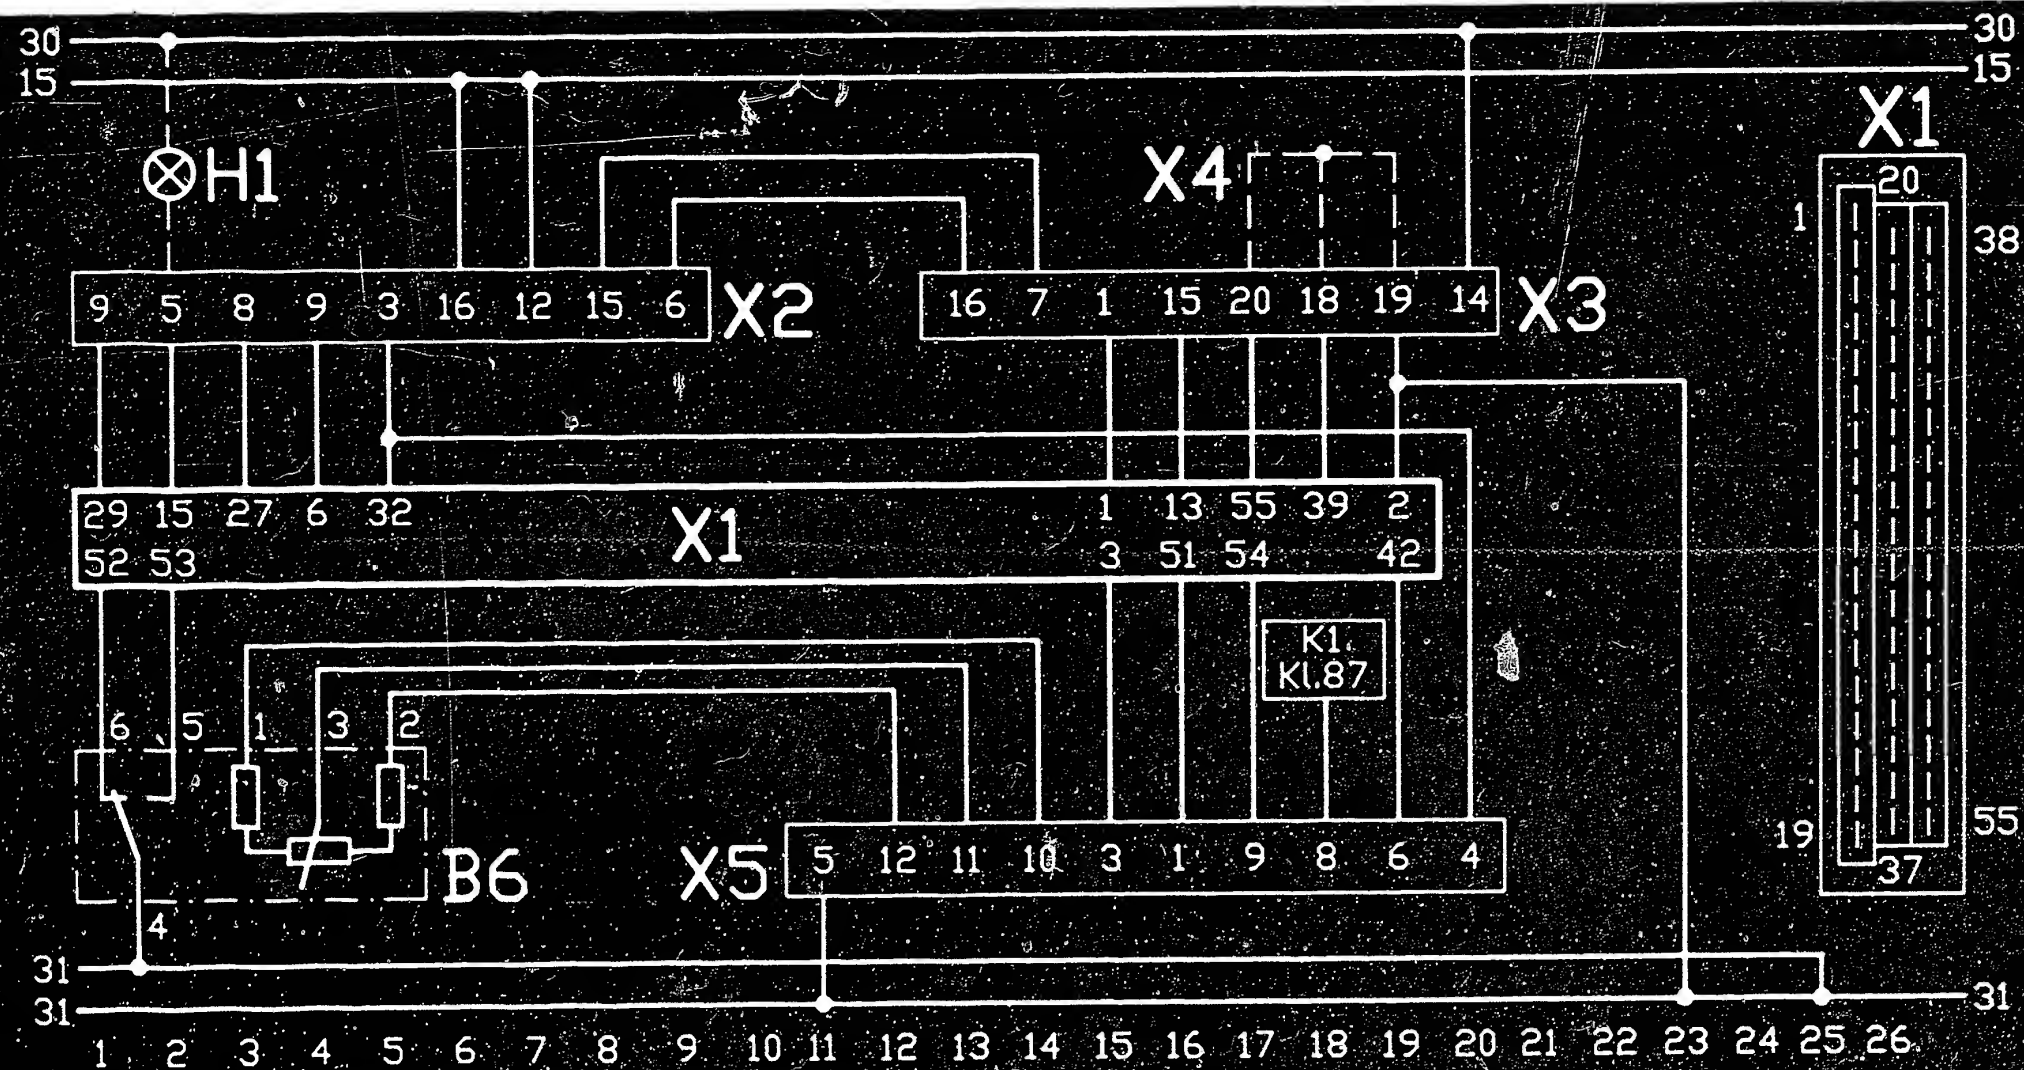 30 30
15 15
X1
H1 X4 20
1 38
9 5 8 9 3 16 12 15 6 X2 16 7 1 15 20 18 19 14 X3
29 15 27 6 32 X1 1 13 55 39 2
52 53 3 51 54 42
K1.
Kl.87
6 5 1 3 2
19 55
B6 X5 5 12 11 10 3 1 9 8 6 4 37
4
31
31 31
1 2 3 4 5 6 7 8 9 10 11 12 13 14 15 16 17 18 19 20 21 22 23 24 25 26